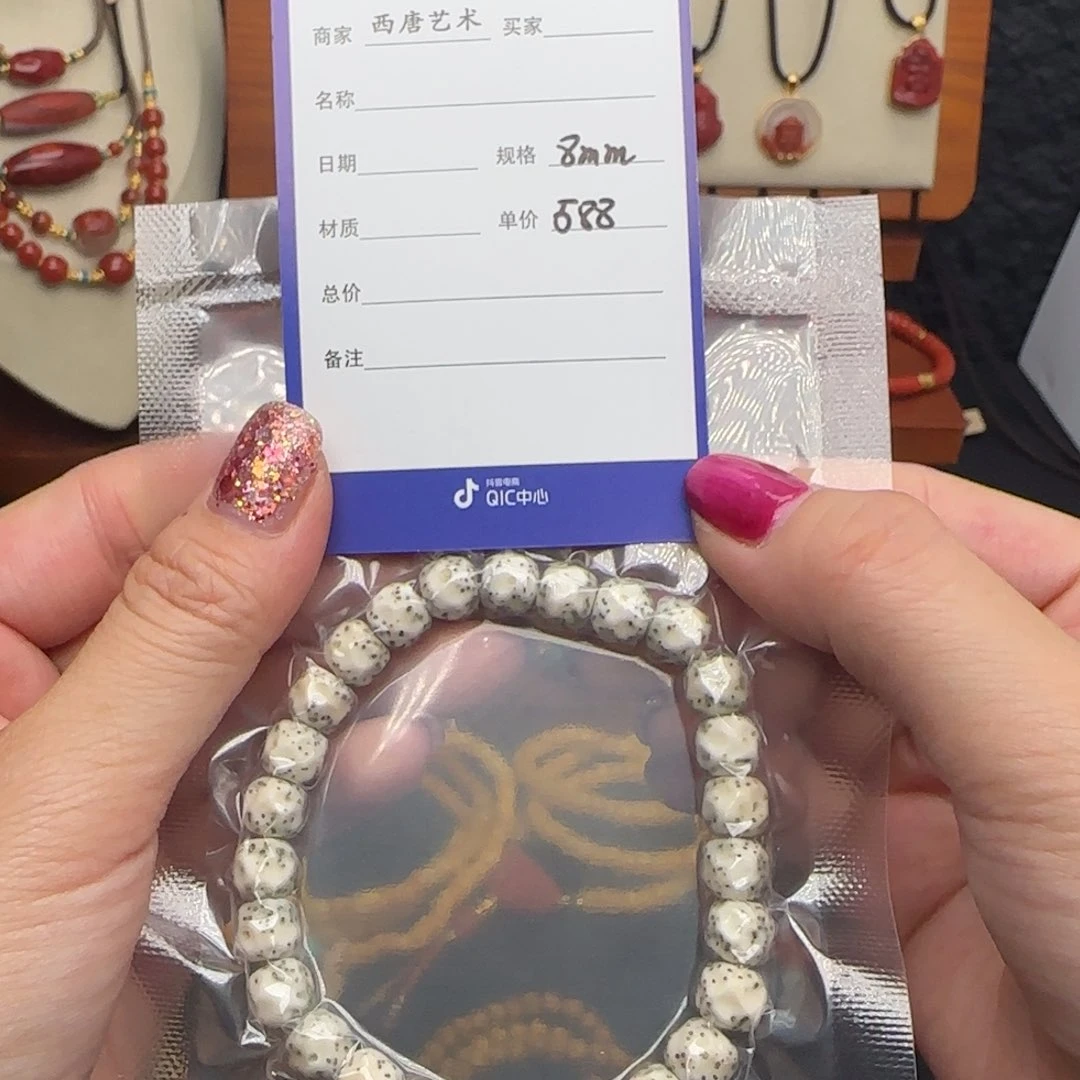 商家 西唐艺术 买家
名称
日期 规格 8mm
材质 单价 588
总价
备注
抖音电商
QIC中心